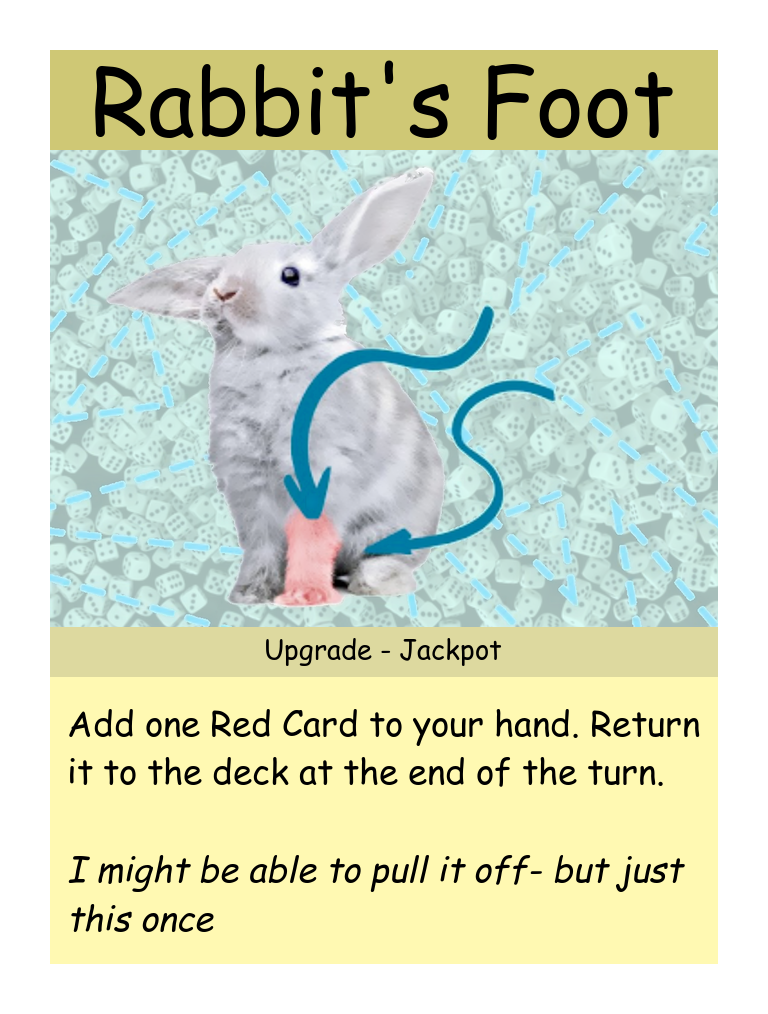 Rabbit's Foot
Upgrade - Jackpot
Add one Red Card to your hand. Return
it to the deck at the end of the turn.
I might be able to pull it off- but just
this once